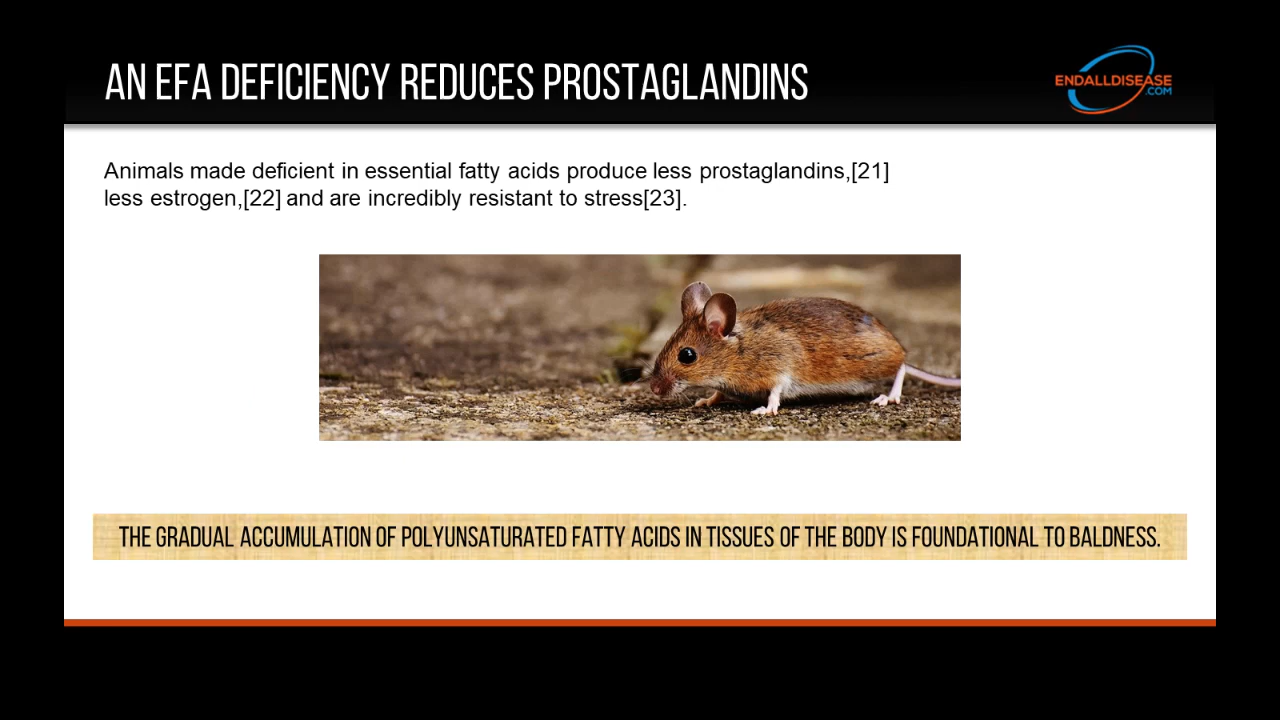 AN EFA DEFICIENCY REDUCES PROSTAGLANDINS
ENDALLDISEASE
.COM
Animals made deficient in essential fatty acids produce less prostaglandins,[21]
less estrogen,[22] and are incredibly resistant to stress[23].
THE GRADUAL ACCUMULATION OF POLYUNSATURATED FATTY ACIDS IN TISSUES OF THE BODY IS FOUNDATIONAL TO BALDNESS.